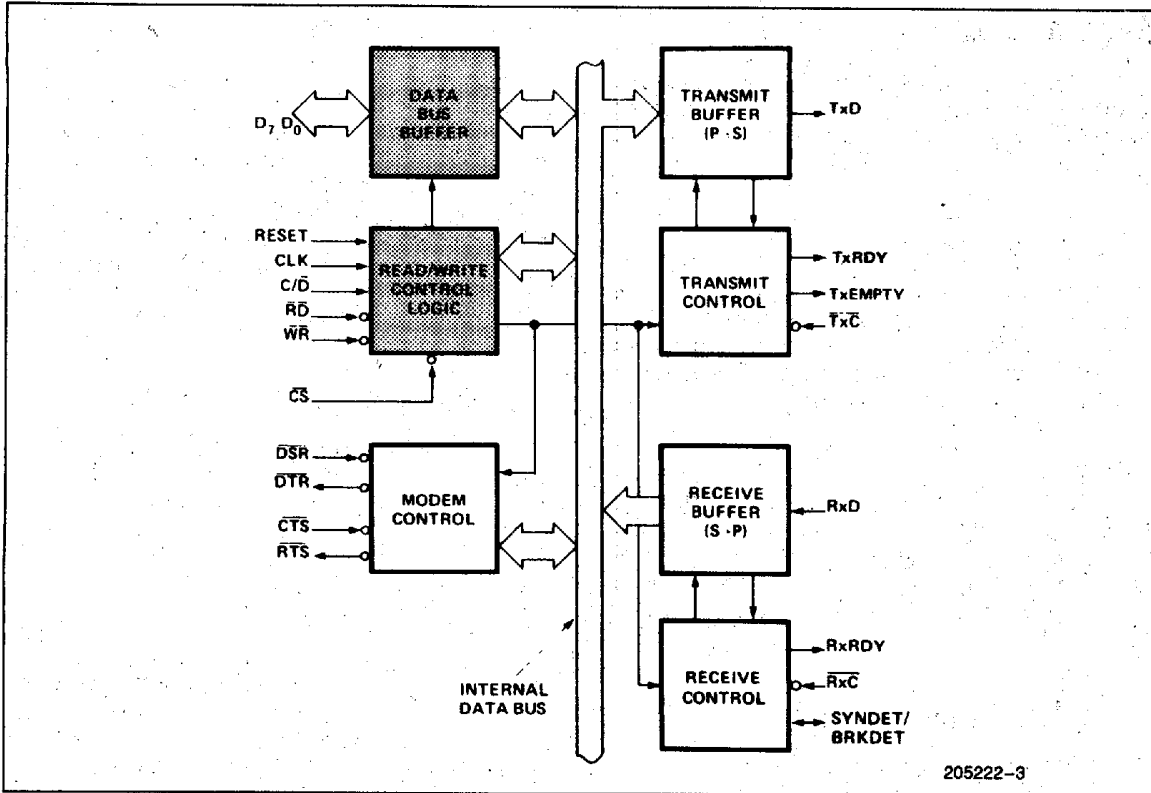 DATA
BUS
BUFFER
D₇ D₀
TRANSMIT
BUFFER
(P · S)
TxD
RESET
CLK
C/D̅
R̅D̅
W̅R̅
C̅S̅
READ/WRITE
CONTROL
LOGIC
TRANSMIT
CONTROL
TxRDY
TxEMPTY
T̅x̅C̅
D̅S̅R̅
D̅T̅R̅
C̅T̅S̅
R̅T̅S̅
MODEM
CONTROL
RECEIVE
BUFFER
(S · P)
RxD
INTERNAL
DATA BUS
RECEIVE
CONTROL
RxRDY
R̅x̅C̅
SYNDET/
BRKDET
205222-3